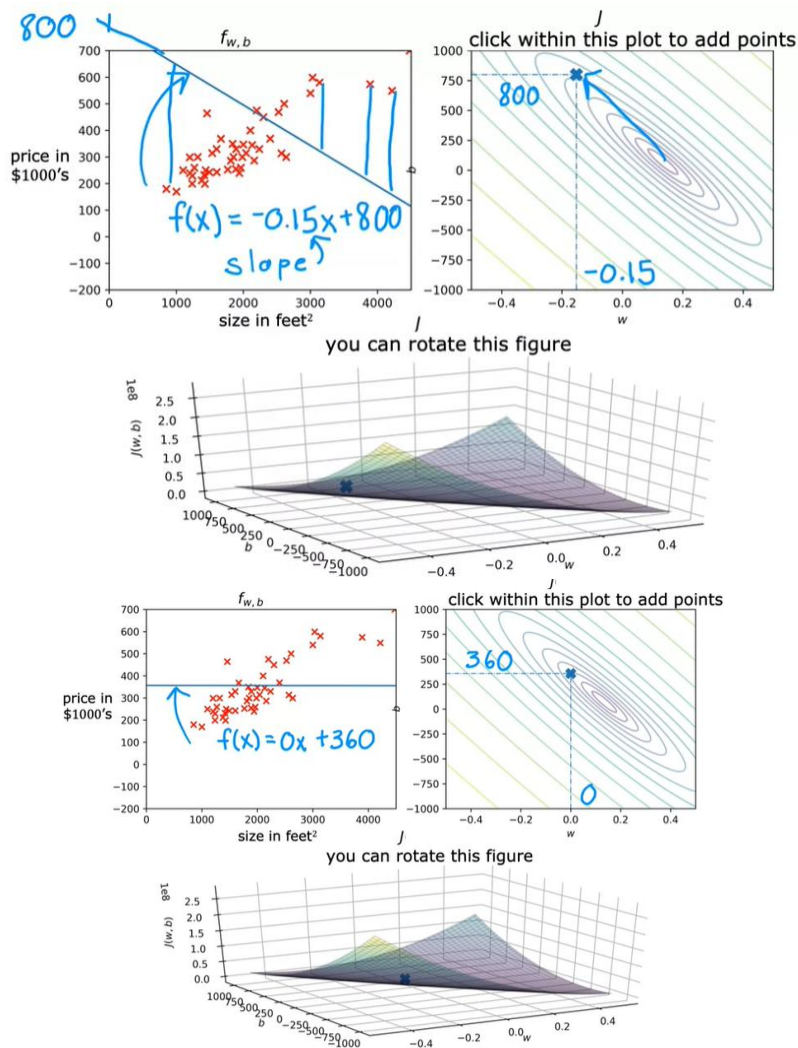 800
f_w,b
700
600
500
400
300
200
100
0
−100
−200
price in
$1000's
f(x) = -0.15x+800
slope
0 1000 2000 3000 4000
size in feet²
J
click within this plot to add points
1000
750
500
250
0
−250
−500
−750
−1000
b
800
-0.15
−0.4 −0.2 0.0 0.2 0.4
w
J
you can rotate this figure
1e8
J(w, b)
2.5
2.0
1.5
1.0
0.5
0.0
1000 750 500 250 0 −250 −500 −750 −1000
b
−0.4 −0.2 0.0 0.2 0.4
w
f_w,b
700
600
500
400
300
200
100
0
−100
−200
price in
$1000's
f(x)=0x +360
0 1000 2000 3000 4000
size in feet²
J
click within this plot to add points
1000
750
500
250
0
−250
−500
−750
−1000
b
360
0
−0.4 −0.2 0.0 0.2 0.4
w
J
you can rotate this figure
1e8
J(w, b)
2.5
2.0
1.5
1.0
0.5
0.0
1000 750 500 250 0 −250 −500 −750 −1000
b
−0.4 −0.2 0.0 0.2 0.4
w